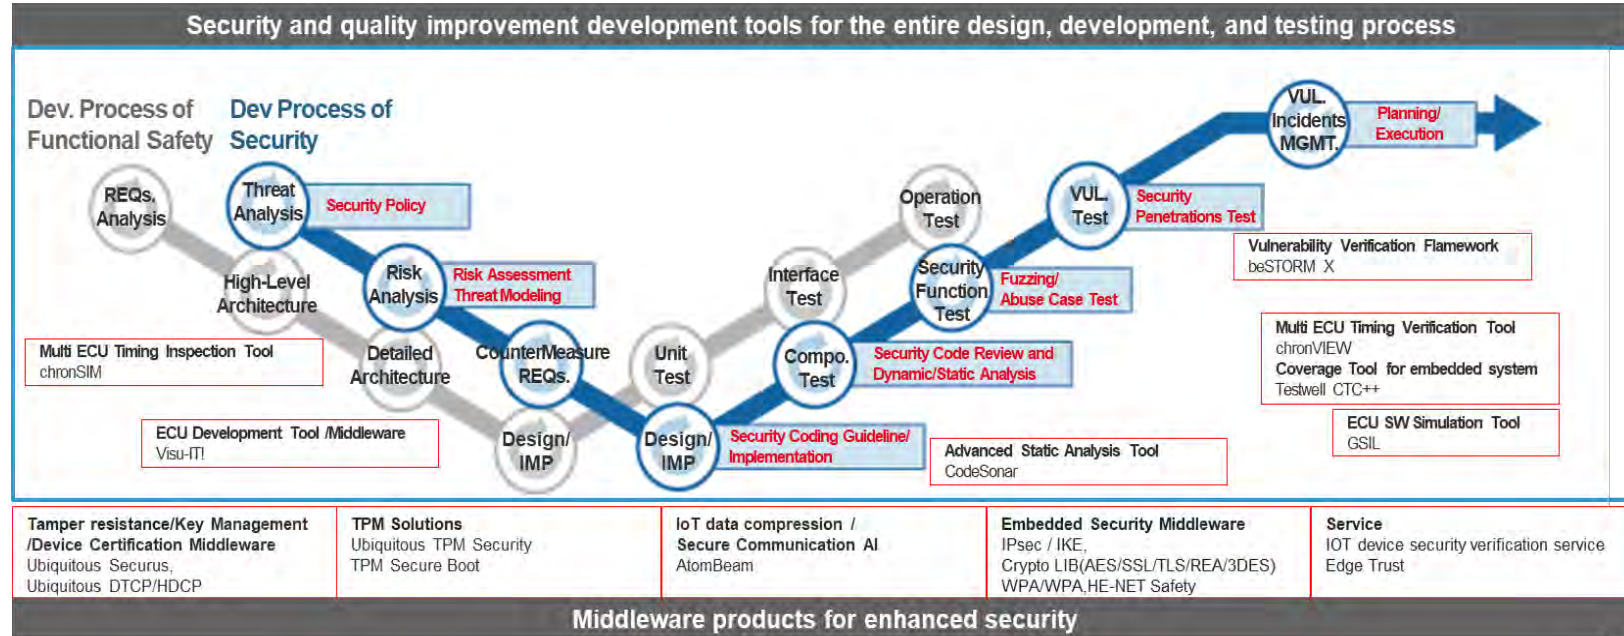 Security and quality improvement development tools for the entire design, development, and testing process
Dev. Process of
Functional Safety
Dev Process of
Security
REQs.
Analysis
High-Level
Architecture
Detailed
Architecture
Design/
IMP
Unit
Test
Interface
Test
Operation
Test
Threat
Analysis
Security Policy
Risk
Analysis
Risk Assessment
Threat Modeling
CounterMeasure
REQs.
Design/
IMP
Security Coding Guideline/
Implementation
Compo.
Test
Security Code Review and
Dynamic/Static Analysis
Security
Function
Test
Fuzzing/
Abuse Case Test
VUL.
Test
Security
Penetrations Test
VUL.
Incidents
MGMT.
Planning/
Execution
Multi ECU Timing Inspection Tool
chronSIM
ECU Development Tool /Middleware
Visu-IT!
Advanced Static Analysis Tool
CodeSonar
Vulnerability Verification Flamework
beSTORM X
Multi ECU Timing Verification Tool
chronVIEW
Coverage Tool for embedded system
Testwell CTC++
ECU SW Simulation Tool
GSIL
Tamper resistance/Key Management
/Device Certification Middleware
Ubiquitous Securus,
Ubiquitous DTCP/HDCP
TPM Solutions
Ubiquitous TPM Security
TPM Secure Boot
IoT data compression /
Secure Communication AI
AtomBeam
Embedded Security Middleware
IPsec / IKE,
Crypto LIB(AES/SSL/TLS/REA/3DES)
WPA/WPA,HE-NET Safety
Service
IOT device security verification service
Edge Trust
Middleware products for enhanced security